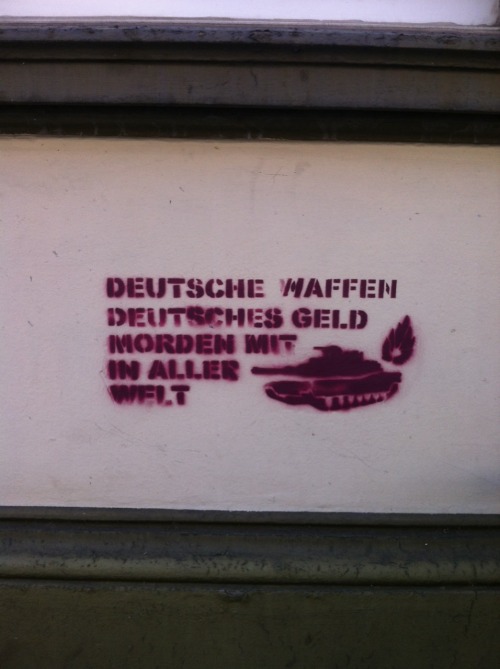 DEUTSCHE WAFFEN
DEUTSCHES GELD
MORDEN MIT
IN ALLER
WELT